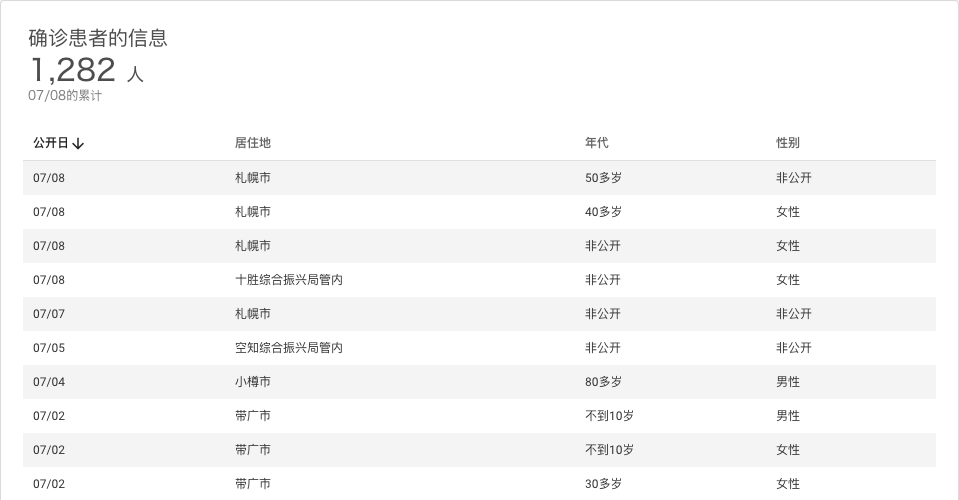 确诊患者的信息
1,282 人
07/08的累计
公开日↓ 居住地 年代 性别
07/08 札幌市 50多岁 非公开
07/08 札幌市 40多岁 女性
07/08 札幌市 非公开 女性
07/08 十胜综合振兴局管内 非公开 女性
07/07 札幌市 非公开 非公开
07/05 空知综合振兴局管内 非公开 非公开
07/04 小樽市 80多岁 男性
07/02 带广市 不到10岁 男性
07/02 带广市 不到10岁 女性
07/02 带广市 30多岁 女性